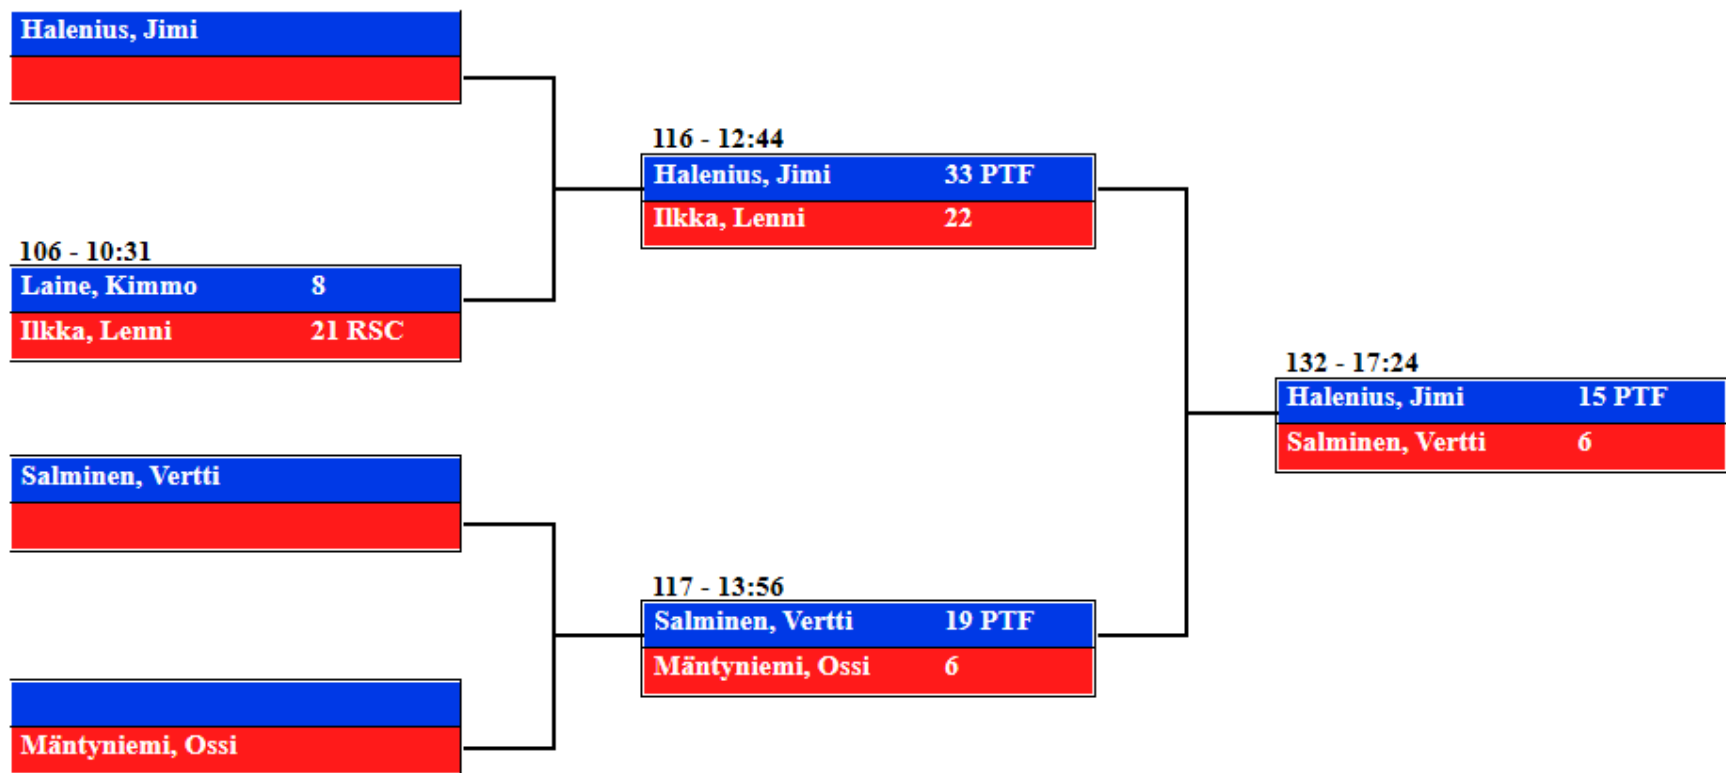 Halenius, Jimi
106 - 10:31
Laine, Kimmo 8
Ilkka, Lenni 21 RSC
Salminen, Vertti
Mäntyniemi, Ossi
116 - 12:44
Halenius, Jimi 33 PTF
Ilkka, Lenni 22
117 - 13:56
Salminen, Vertti 19 PTF
Mäntyniemi, Ossi 6
132 - 17:24
Halenius, Jimi 15 PTF
Salminen, Vertti 6